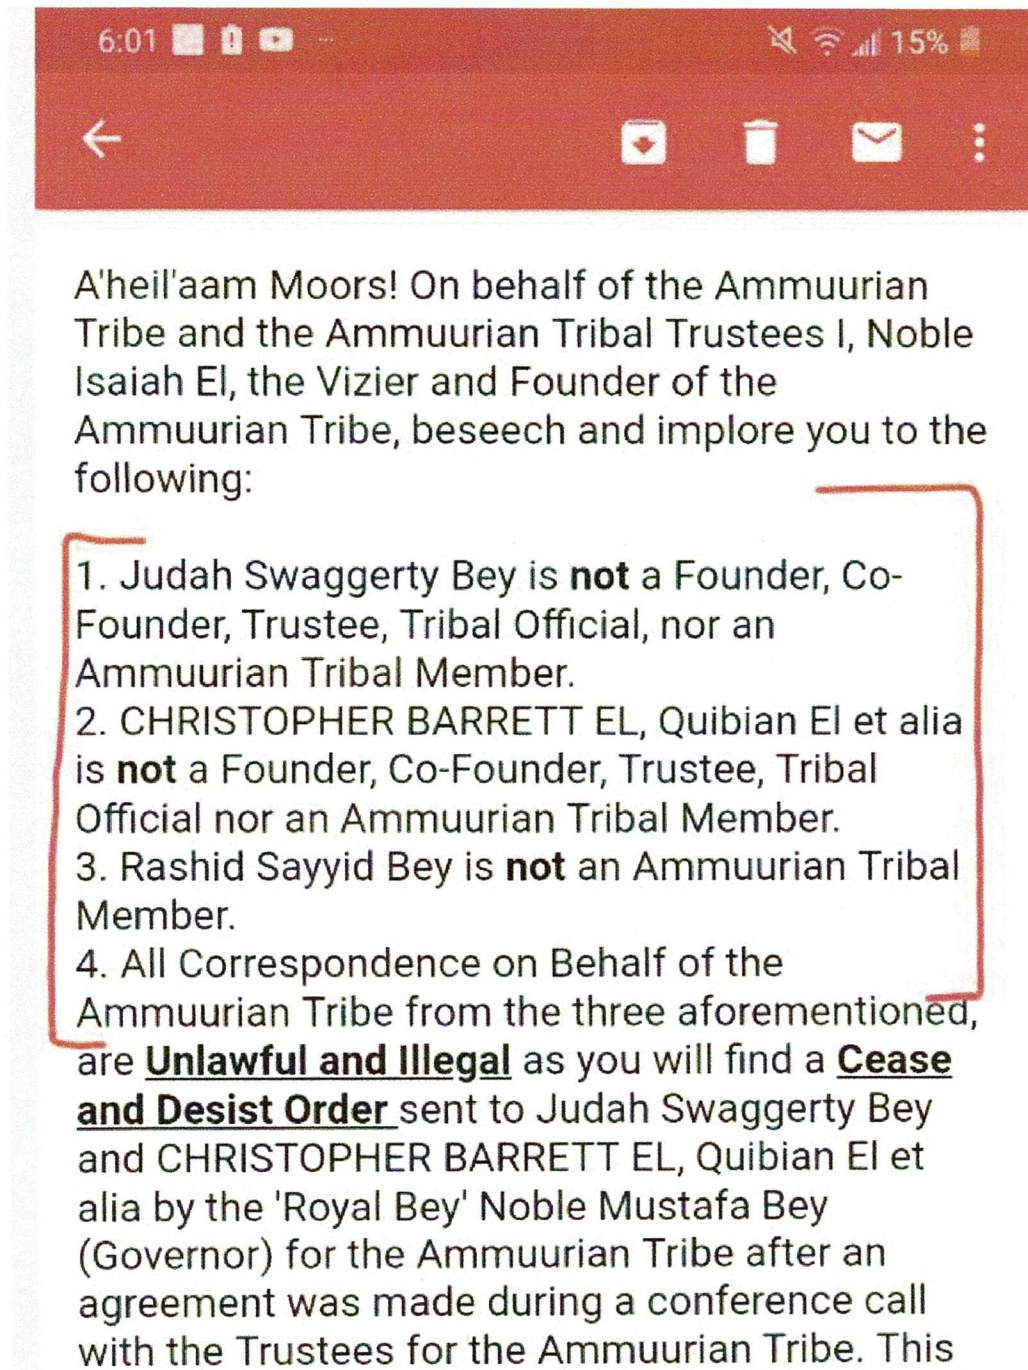 6:01 15%
A'heil'aam Moors! On behalf of the Ammuurian
Tribe and the Ammuurian Tribal Trustees I, Noble
Isaiah El, the Vizier and Founder of the
Ammuurian Tribe, beseech and implore you to the
following:
1. Judah Swaggerty Bey is not a Founder, Co-
Founder, Trustee, Tribal Official, nor an
Ammuurian Tribal Member.
2. CHRISTOPHER BARRETT EL, Quibian El et alia
is not a Founder, Co-Founder, Trustee, Tribal
Official nor an Ammuurian Tribal Member.
3. Rashid Sayyid Bey is not an Ammuurian Tribal
Member.
4. All Correspondence on Behalf of the
Ammuurian Tribe from the three aforementioned,
are Unlawful and Illegal as you will find a Cease
and Desist Order sent to Judah Swaggerty Bey
and CHRISTOPHER BARRETT EL, Quibian El et
alia by the 'Royal Bey' Noble Mustafa Bey
(Governor) for the Ammuurian Tribe after an
agreement was made during a conference call
with the Trustees for the Ammuurian Tribe. This